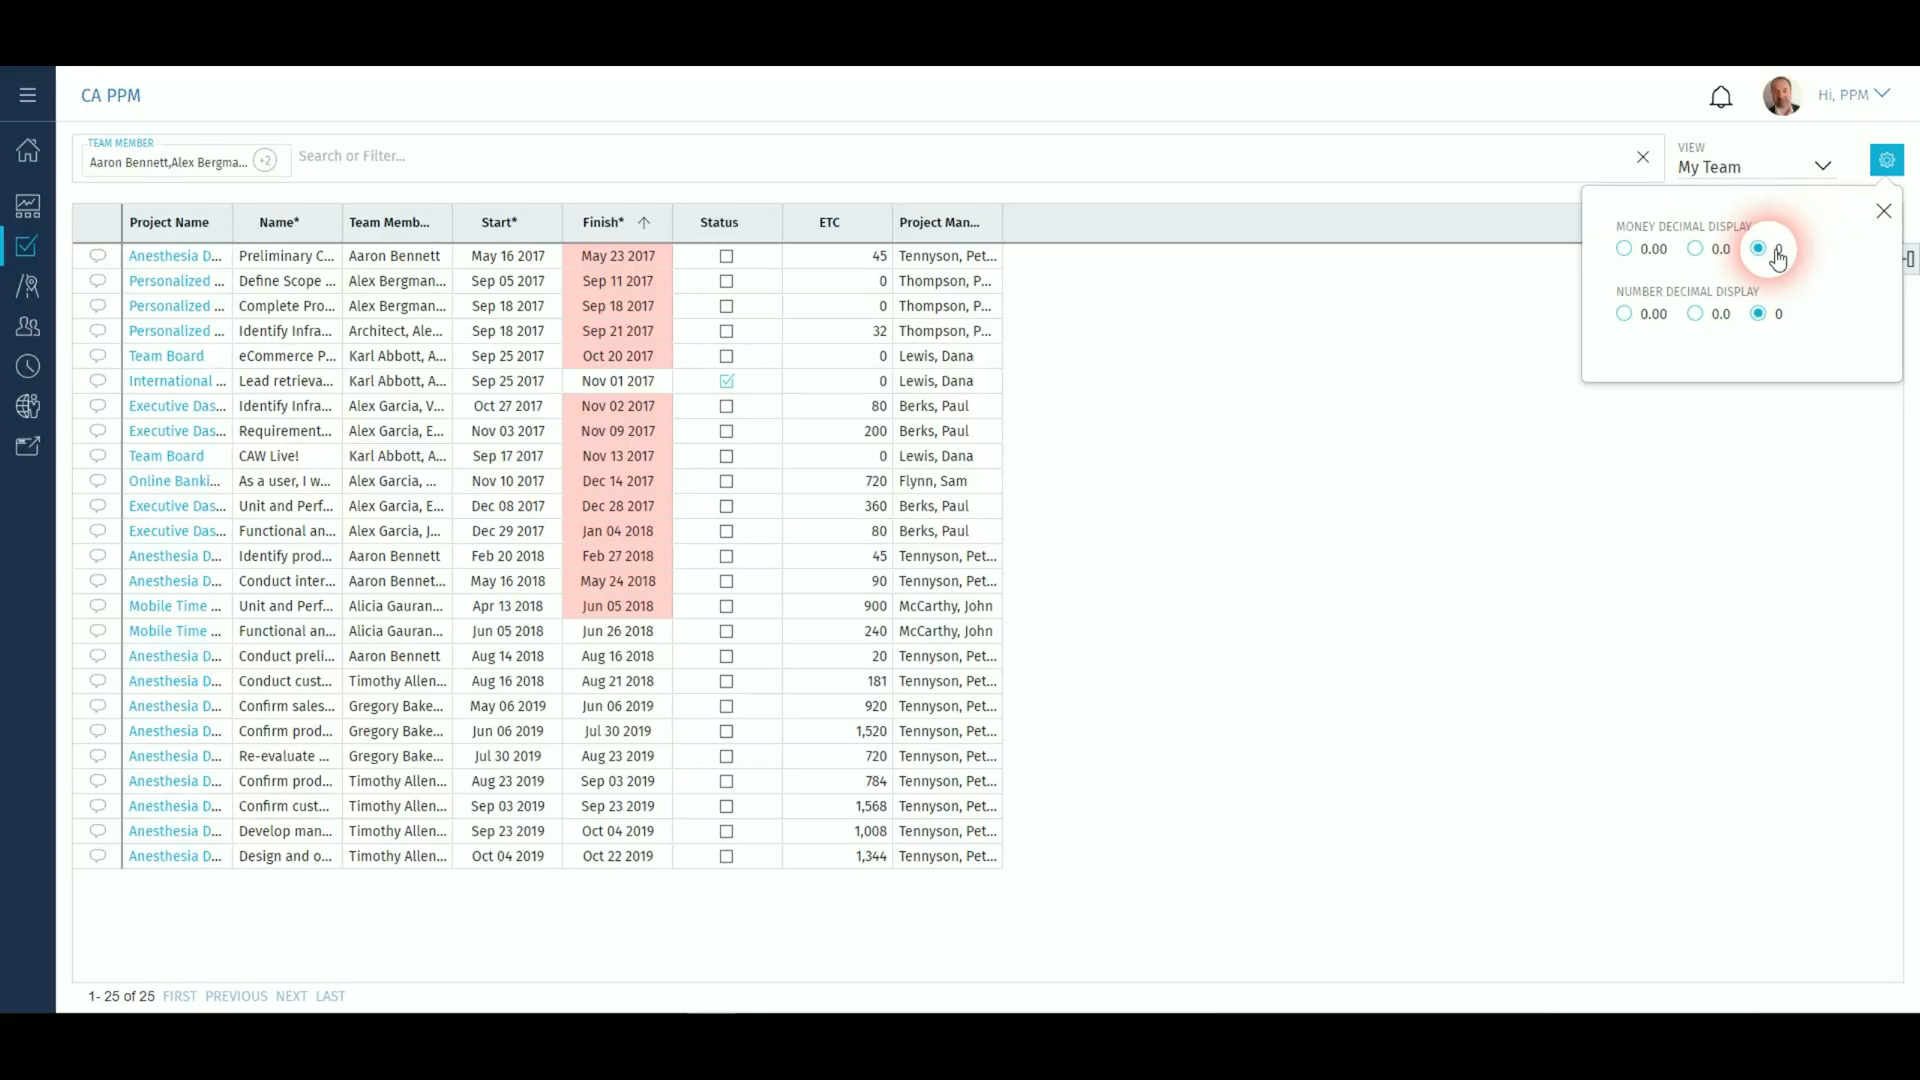 CA PPM
Hi, PPM
TEAM MEMBER
Aaron Bennett,Alex Bergma... +2
Search or Filter...
VIEW
My Team
MONEY DECIMAL DISPLAY
0.00 0.0 0
NUMBER DECIMAL DISPLAY
0.00 0.0 0
Project Name Name* Team Memb... Start* Finish* Status ETC Project Man...
Anesthesia D... Preliminary C... Aaron Bennett May 16 2017 May 23 2017 45 Tennyson, Pet...
Personalized ... Define Scope ... Alex Bergman... Sep 05 2017 Sep 11 2017 0 Thompson, P...
Personalized ... Complete Pro... Alex Bergman... Sep 18 2017 Sep 18 2017 0 Thompson, P...
Personalized ... Identify Infra... Architect, Ale... Sep 18 2017 Sep 21 2017 32 Thompson, P...
Team Board eCommerce P... Karl Abbott, A... Sep 25 2017 Oct 20 2017 0 Lewis, Dana
International ... Lead retrieva... Karl Abbott, A... Sep 25 2017 Nov 01 2017 0 Lewis, Dana
Executive Das... Identify Infra... Alex Garcia, V... Oct 27 2017 Nov 02 2017 80 Berks, Paul
Executive Das... Requirement... Alex Garcia, E... Nov 03 2017 Nov 09 2017 200 Berks, Paul
Team Board CAW Live! Karl Abbott, A... Sep 17 2017 Nov 13 2017 0 Lewis, Dana
Online Banki... As a user, I w... Alex Garcia, ... Nov 10 2017 Dec 14 2017 720 Flynn, Sam
Executive Das... Unit and Perf... Alex Garcia, E... Dec 08 2017 Dec 28 2017 360 Berks, Paul
Executive Das... Functional an... Alex Garcia, J... Dec 29 2017 Jan 04 2018 80 Berks, Paul
Anesthesia D... Identify prod... Aaron Bennett Feb 20 2018 Feb 27 2018 45 Tennyson, Pet...
Anesthesia D... Conduct inter... Aaron Bennet... May 16 2018 May 24 2018 90 Tennyson, Pet...
Mobile Time ... Unit and Perf... Alicia Gauran... Apr 13 2018 Jun 05 2018 900 McCarthy, John
Mobile Time ... Functional an... Alicia Gauran... Jun 05 2018 Jun 26 2018 240 McCarthy, John
Anesthesia D... Conduct preli... Aaron Bennett Aug 14 2018 Aug 16 2018 20 Tennyson, Pet...
Anesthesia D... Conduct cust... Timothy Allen... Aug 16 2018 Aug 21 2018 181 Tennyson, Pet...
Anesthesia D... Confirm sales... Gregory Bake... May 06 2019 Jun 06 2019 920 Tennyson, Pet...
Anesthesia D... Confirm prod... Gregory Bake... Jun 06 2019 Jul 30 2019 1,520 Tennyson, Pet...
Anesthesia D... Re-evaluate ... Gregory Bake... Jul 30 2019 Aug 23 2019 720 Tennyson, Pet...
Anesthesia D... Confirm prod... Timothy Allen... Aug 23 2019 Sep 03 2019 784 Tennyson, Pet...
Anesthesia D... Confirm cust... Timothy Allen... Sep 03 2019 Sep 23 2019 1,568 Tennyson, Pet...
Anesthesia D... Develop man... Timothy Allen... Sep 23 2019 Oct 04 2019 1,008 Tennyson, Pet...
Anesthesia D... Design and o... Timothy Allen... Oct 04 2019 Oct 22 2019 1,344 Tennyson, Pet...
1- 25 of 25 FIRST PREVIOUS NEXT LAST